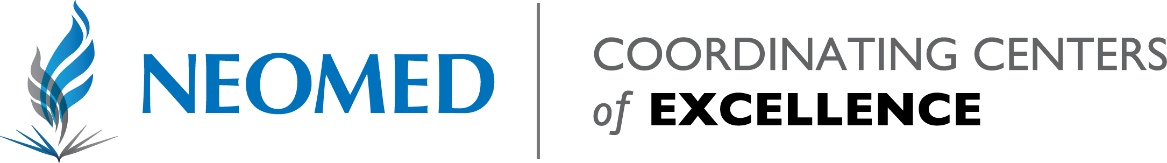 NEOMED
COORDINATING CENTERS
of EXCELLENCE